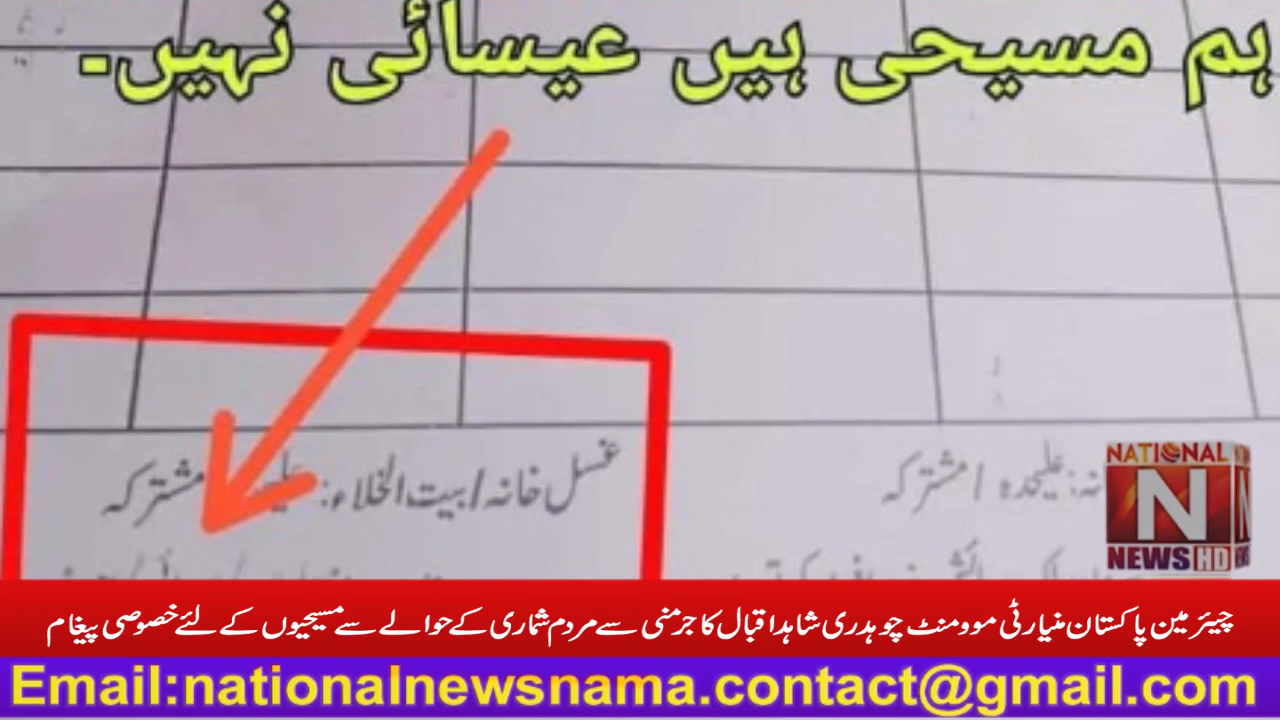 ہم مسیحی ہیں عیسائی نہیں۔
غسل خانہ/بیت الخلاء: مشترکہ
علیحدہ / مشترکہ
NATIONAL
N
NEWS HD
چیئرمین پاکستان منیارٹی موومنٹ چوہدری شاہد اقبال کا جرمنی سے مردم شماری کے حوالے سے مسیحیوں کے لئے خصوصی پیغام
Email:nationalnewsnama.contact@gmail.com